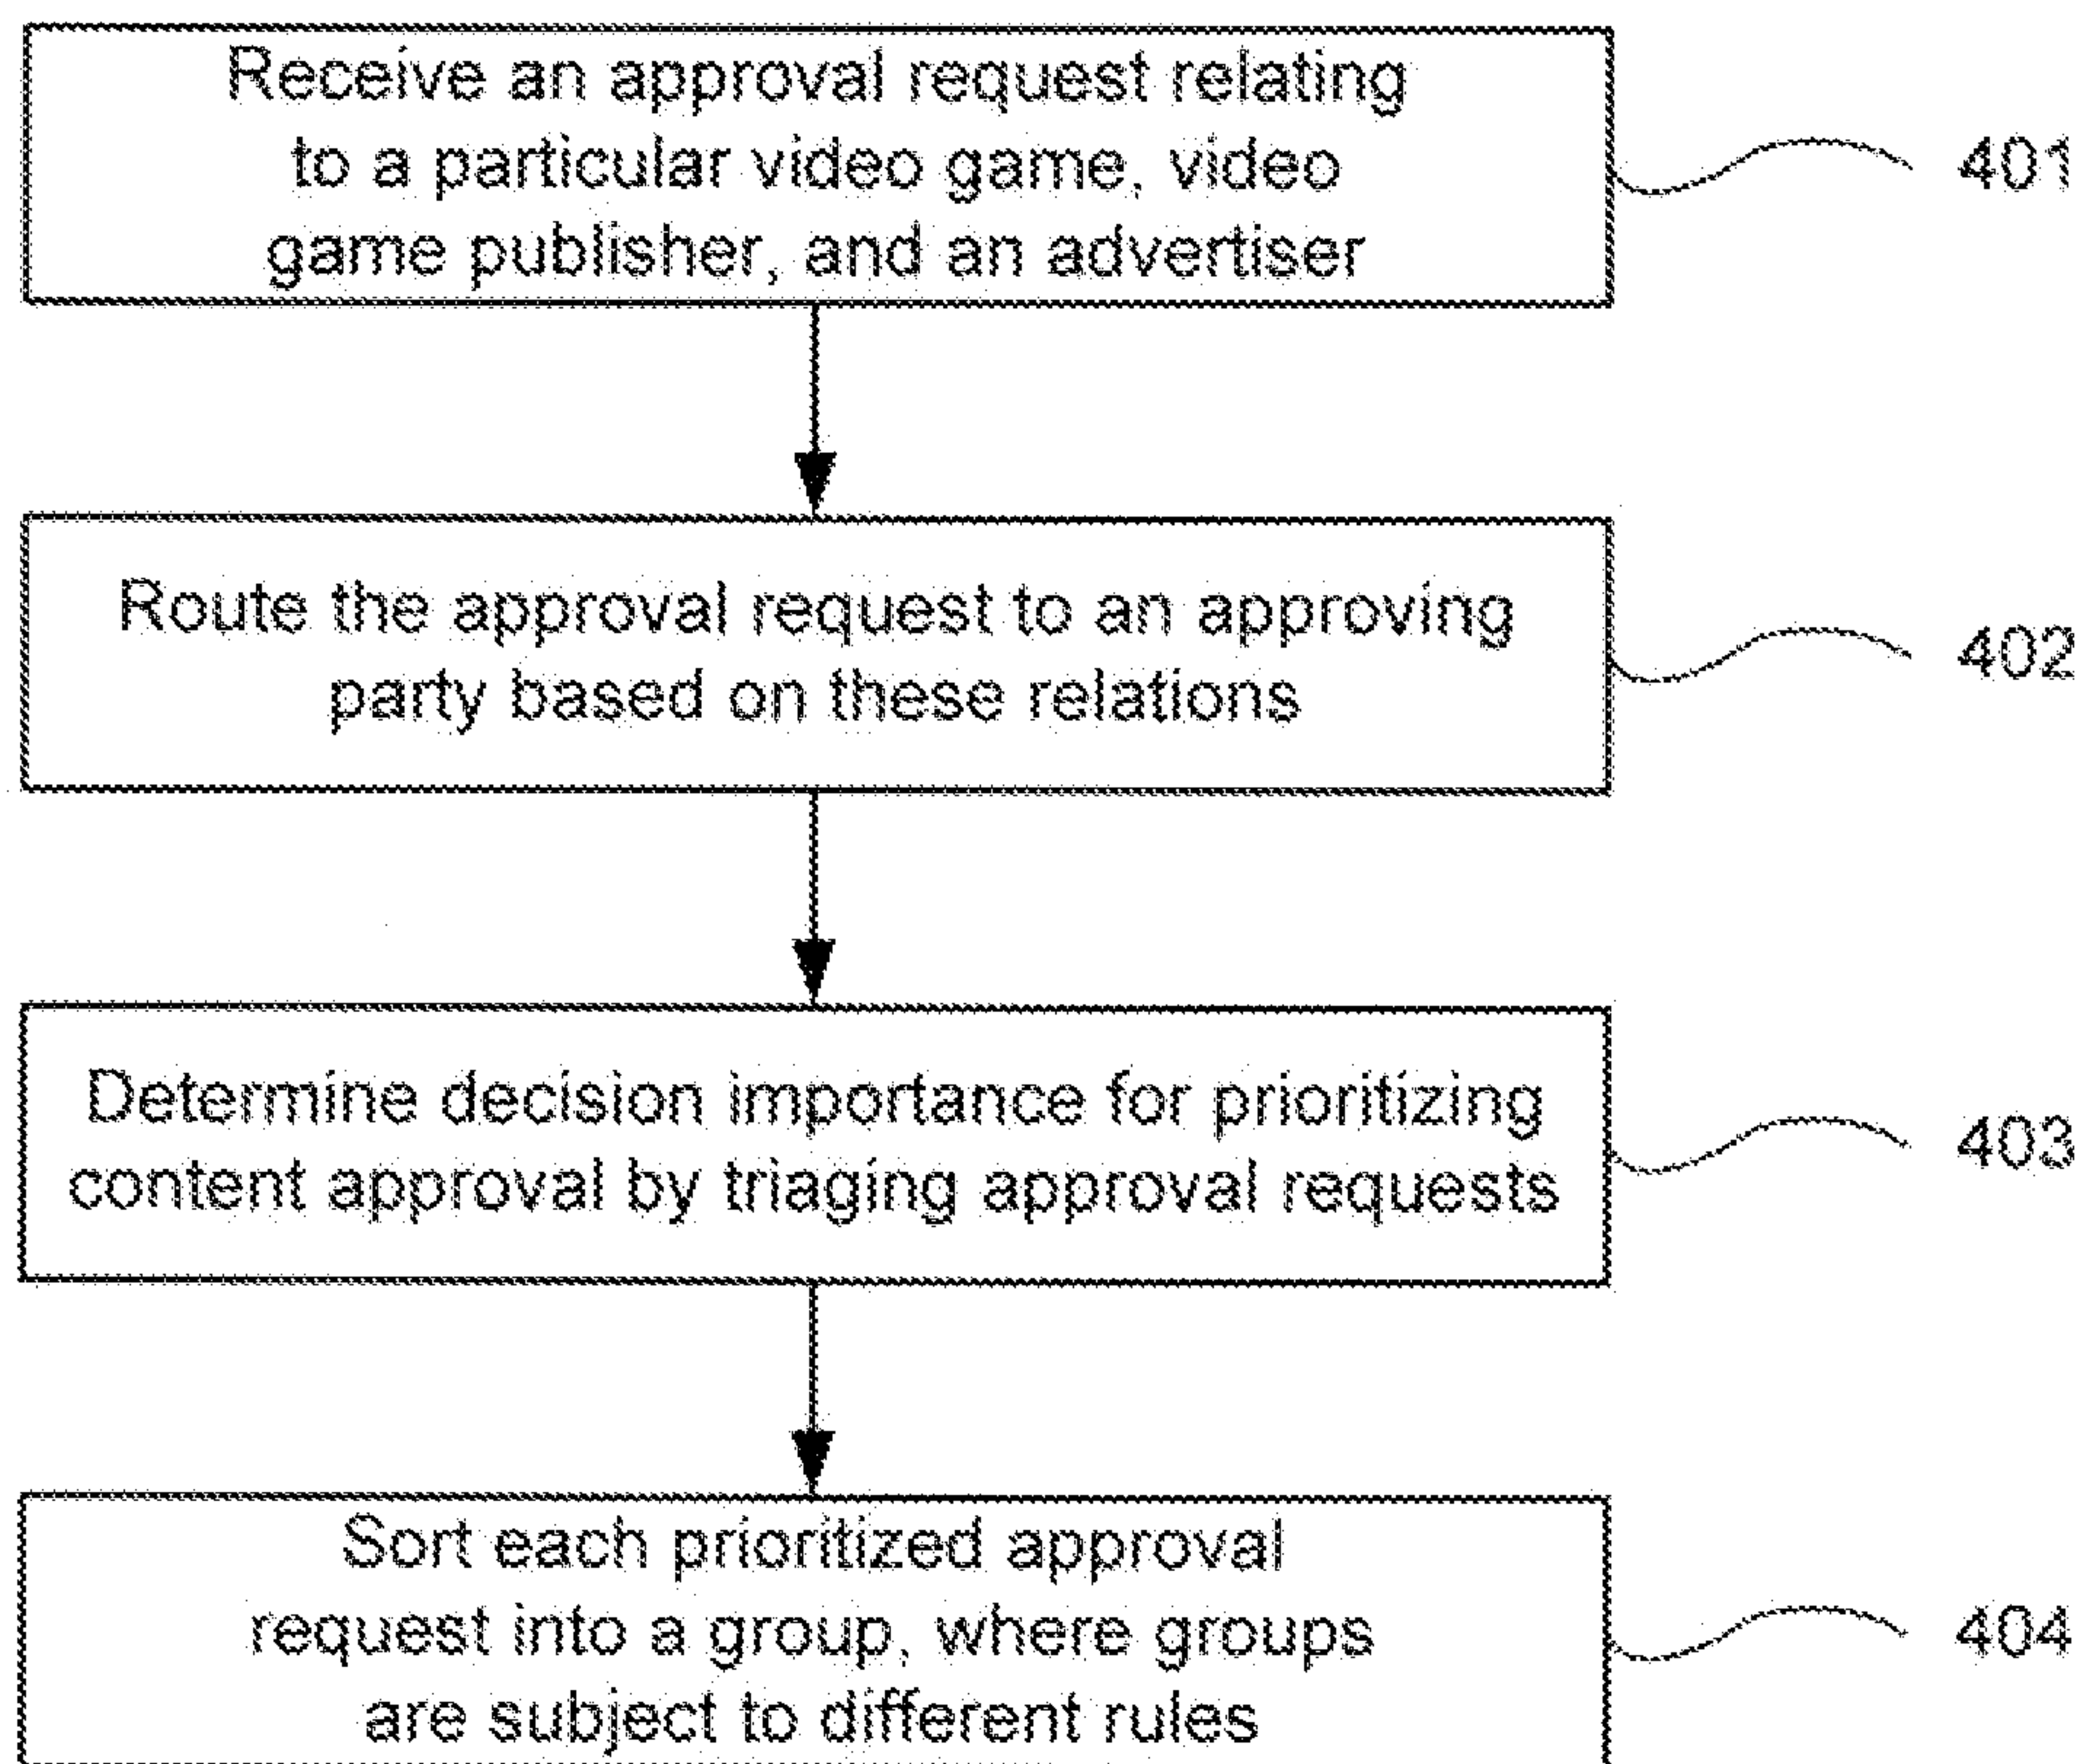 Receive an approval request relating
to a particular video game, video
game publisher, and an advertiser
401
Route the approval request to an approving
party based on these relations
402
Determine decision importance for prioritizing
content approval by triaging approval requests
403
Sort each prioritized approval
request into a group, where groups
are subject to different rules
404